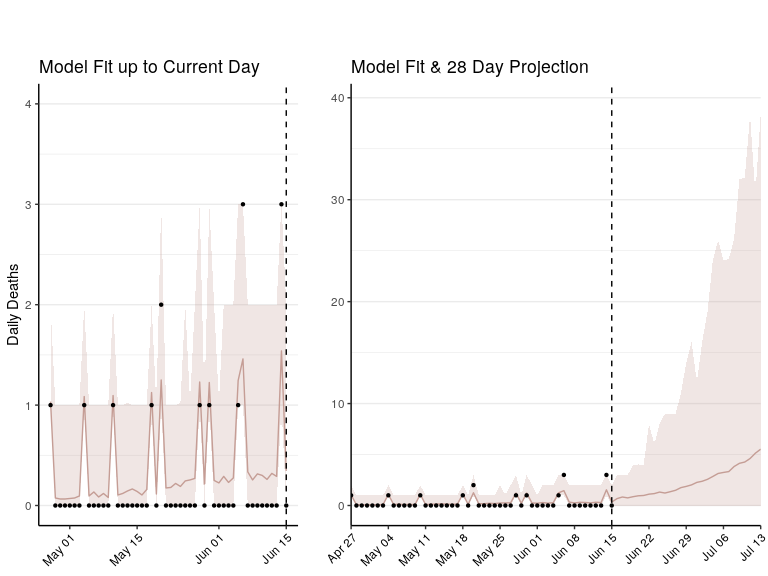 Model Fit up to Current Day
Daily Deaths
4
3
2
1
0
May 01
May 15
Jun 01
Jun 15
Model Fit & 28 Day Projection
40
30
20
10
0
Apr 27
May 04
May 11
May 18
May 25
Jun 01
Jun 08
Jun 15
Jun 22
Jun 29
Jul 06
Jul 13